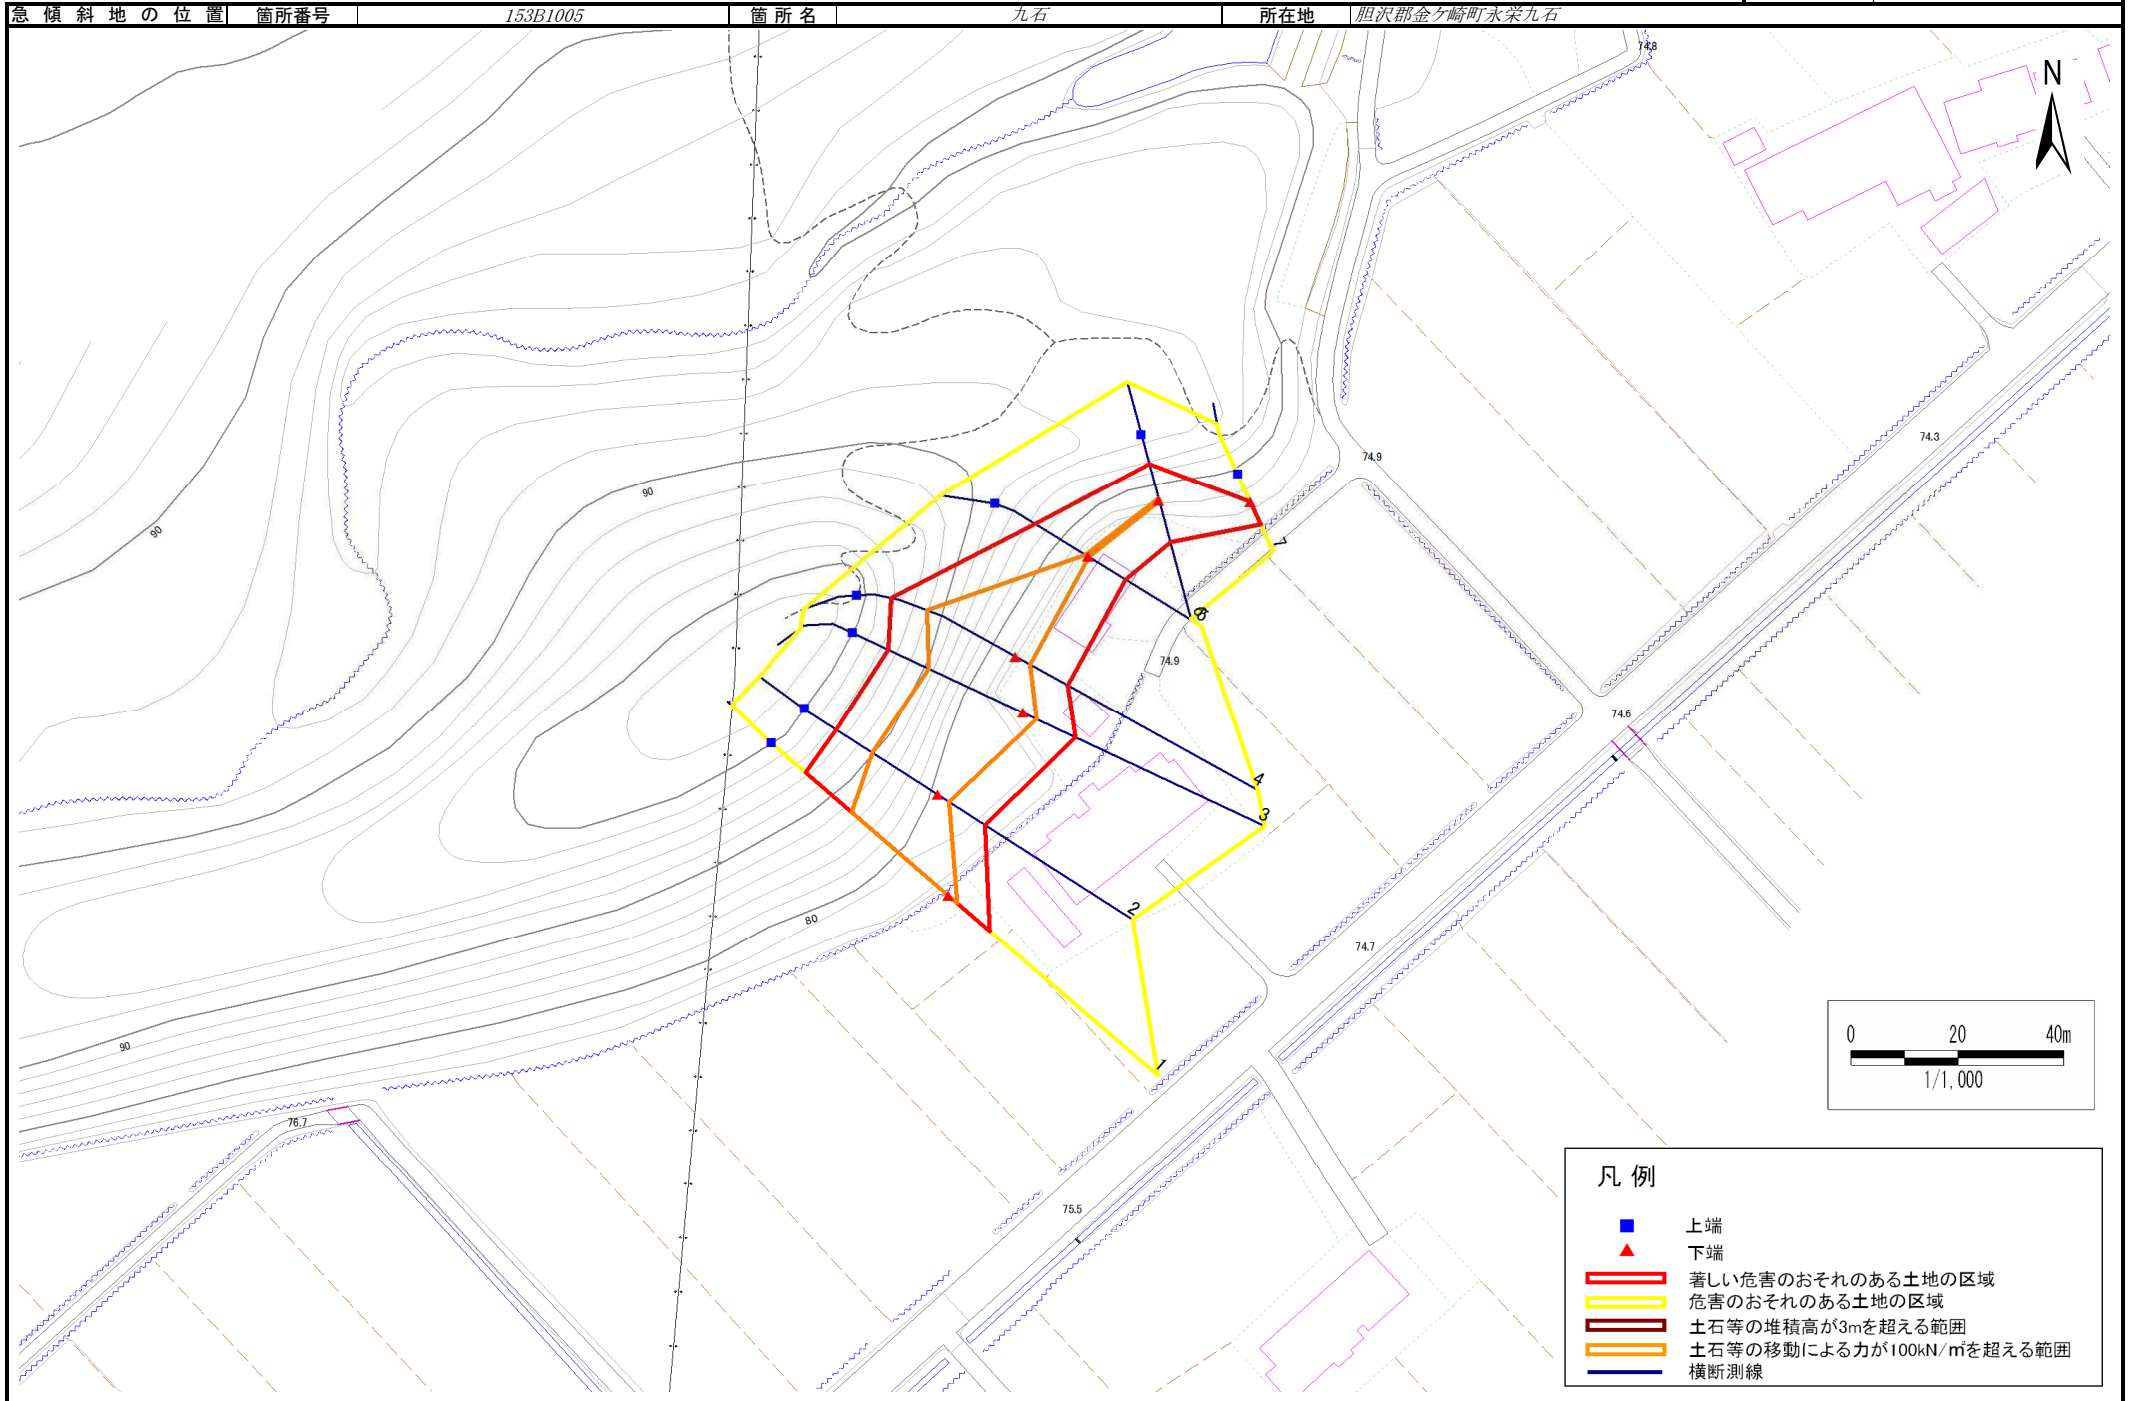 急傾斜地の位置 箇所番号 153B1005 箇所名 九石 所在地 胆沢郡金ケ崎町永栄九石
74.8
N
74.3
74.9
90
90
7
74.9
74.6
4
3
2
80
74.7
0 20 40m
1/1,000
90
1
76.7
75.5
凡例
上端
下端
著しい危害のおそれのある土地の区域
危害のおそれのある土地の区域
土石等の堆積高が3mを超える範囲
土石等の移動による力が100kN/㎡を超える範囲
横断測線